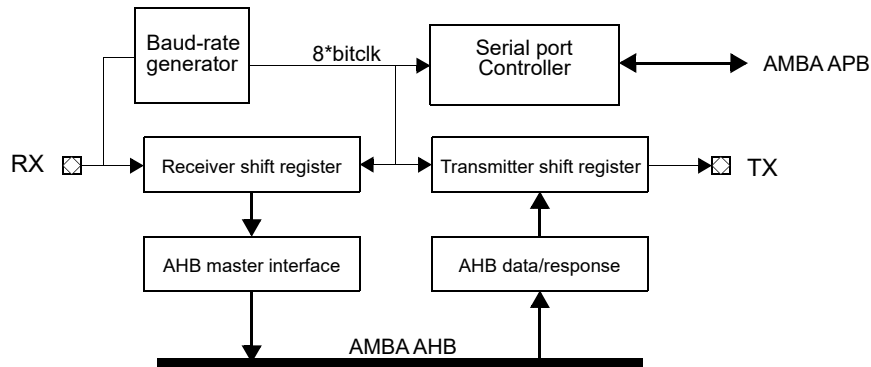 Baud-rate
generator
8*bitclk
Serial port
Controller
AMBA APB
RX
Receiver shift register
Transmitter shift register
TX
AHB master interface
AHB data/response
AMBA AHB